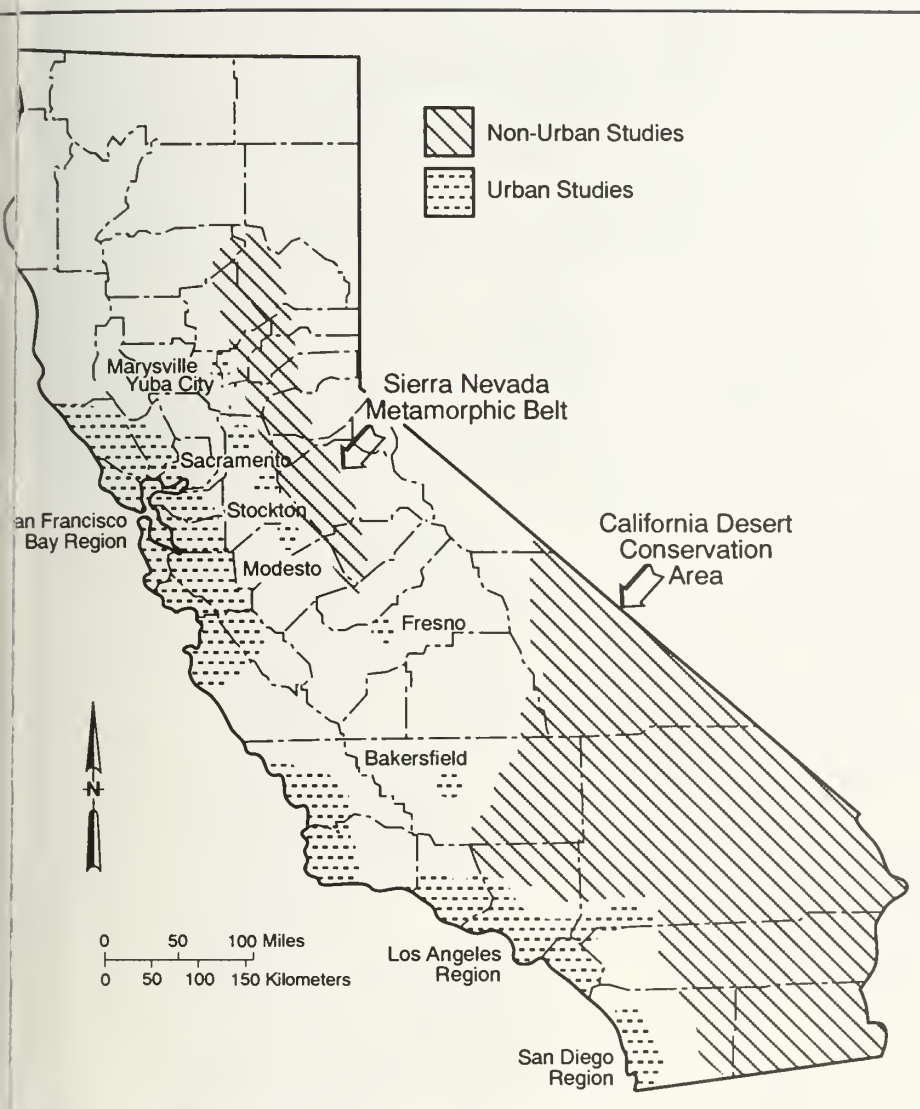 Non-Urban Studies
Urban Studies
Marysville
Yuba City
Sierra Nevada
Metamorphic Belt
Sacramento
Stockton
an Francisco
Bay Region
Modesto
California Desert
Conservation
Area
Fresno
N
Bakersfield
0 50 100 Miles
0 50 100 150 Kilometers
Los Angeles
Region
San Diego
Region